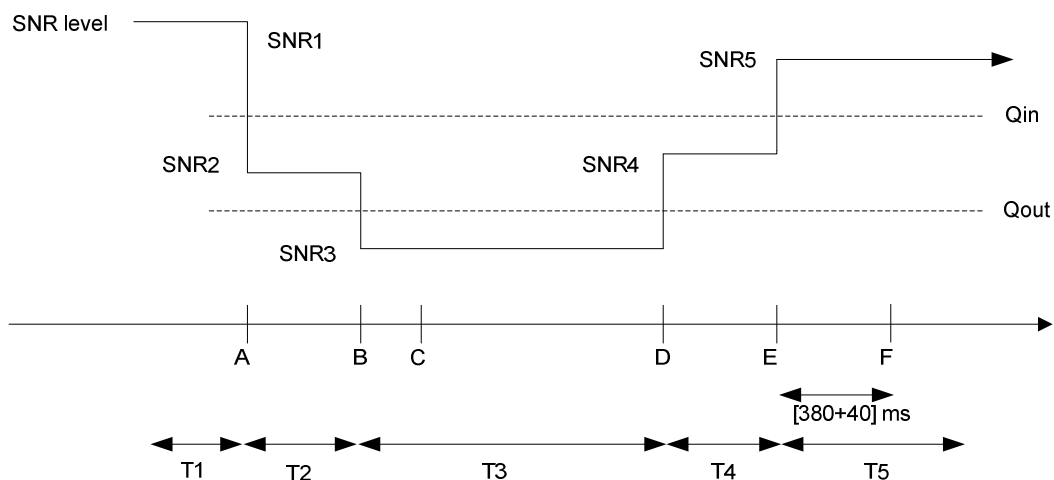 SNR level
SNR1
SNR5
Qin
SNR2
SNR4
Qout
SNR3
A B C D E F
[380+40] ms
T1 T2 T3 T4 T5